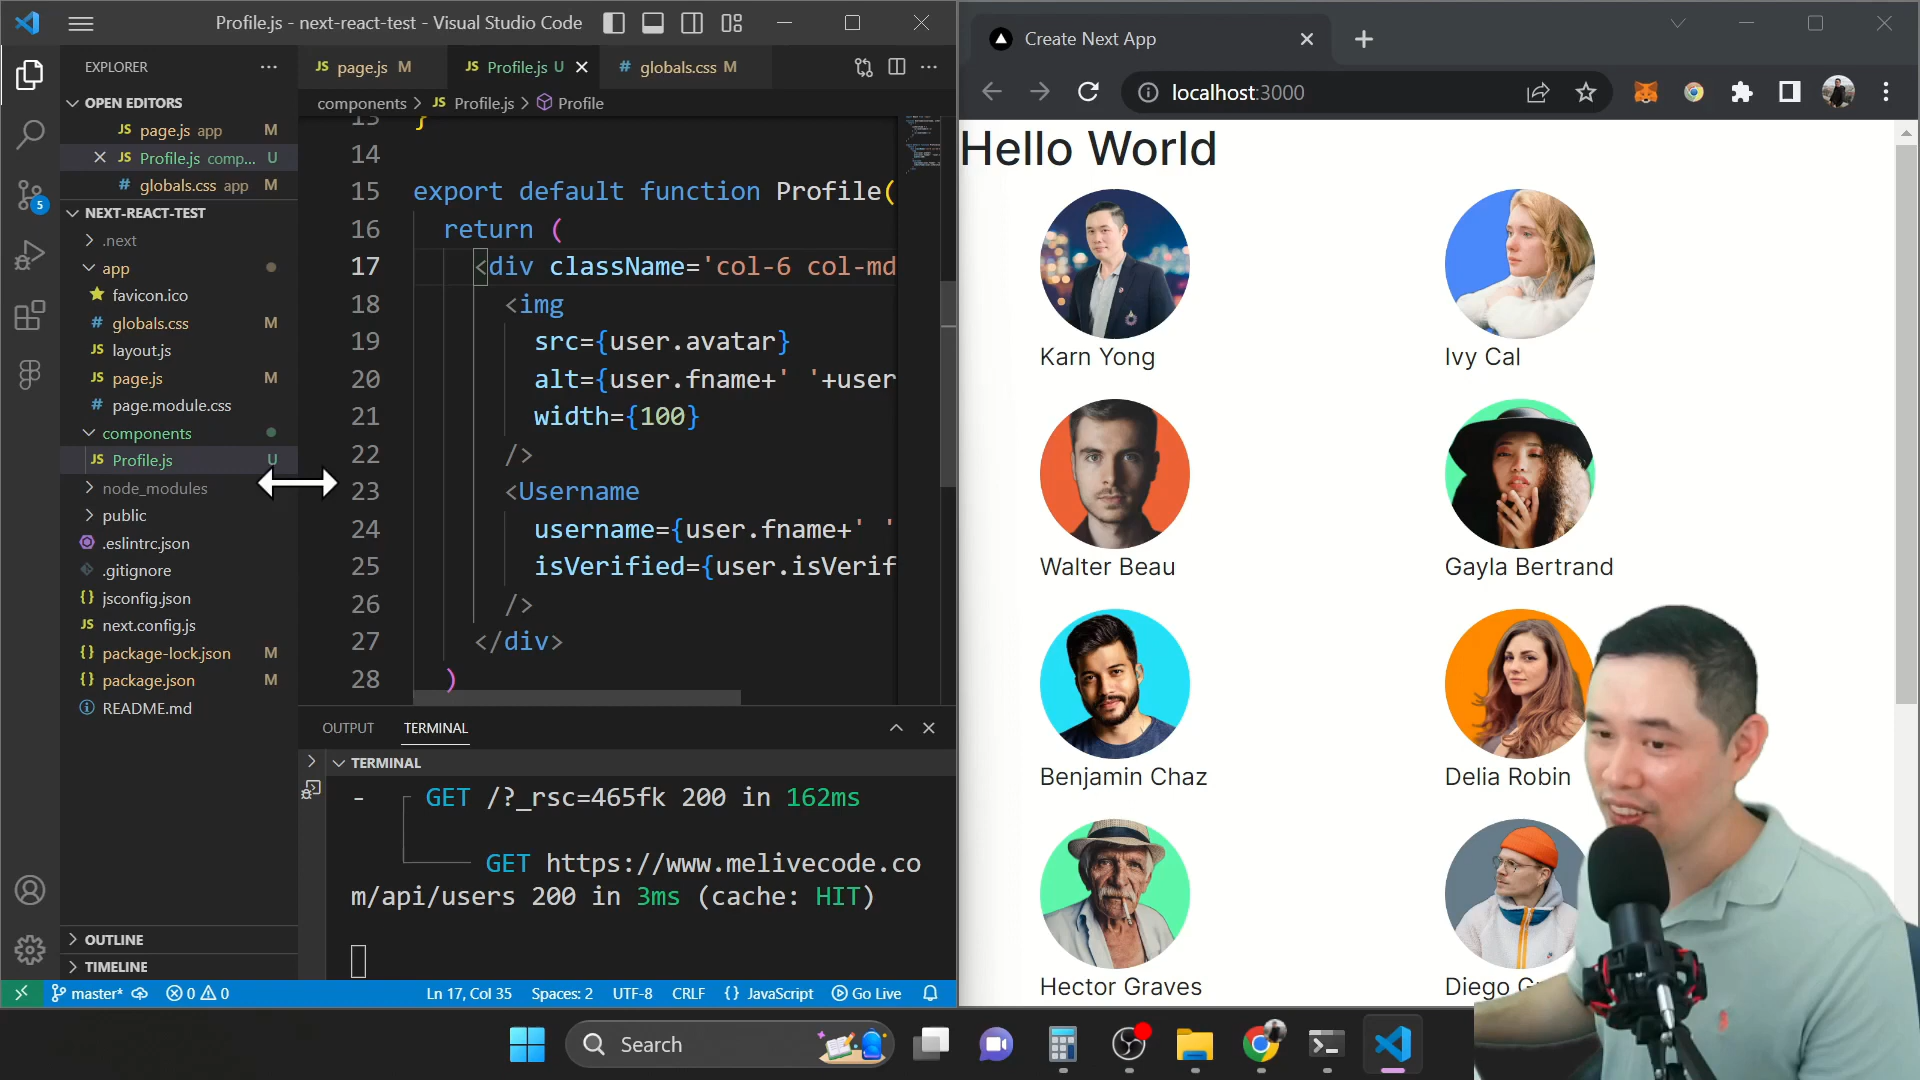 Profile.js - next-react-test - Visual Studio Code
EXPLORER
OPEN EDITORS
page.js app M
Profile.js comp... U
globals.css app M
NEXT-REACT-TEST
.next
app
favicon.ico
globals.css M
layout.js
page.js M
page.module.css
components
Profile.js U
node_modules
public
.eslintrc.json
.gitignore
jsconfig.json
next.config.js
package-lock.json M
package.json M
README.md
OUTLINE
TIMELINE
5
page.js M
Profile.js U
globals.css M
components > Profile.js > Profile
13 }
14
15 export default function Profile(
16 return (
17 <div className='col-6 col-md
18 <img
19 src={user.avatar}
20 alt={user.fname+' '+user
21 width={100}
22 />
23 <Username
24 username={user.fname+' '
25 isVerified={user.isVerif
26 />
27 </div>
28 )
OUTPUT TERMINAL
TERMINAL
- GET /?_rsc=465fk 200 in 162ms
GET https://www.melivecode.co
m/api/users 200 in 3ms (cache: HIT)
master* 0 0 Ln 17, Col 35 Spaces: 2 UTF-8 CRLF {} JavaScript Go Live
Create Next App
localhost:3000
Hello World
Karn Yong
Ivy Cal
Walter Beau
Gayla Bertrand
Benjamin Chaz
Delia Robin
Hector Graves
Diego G
Search